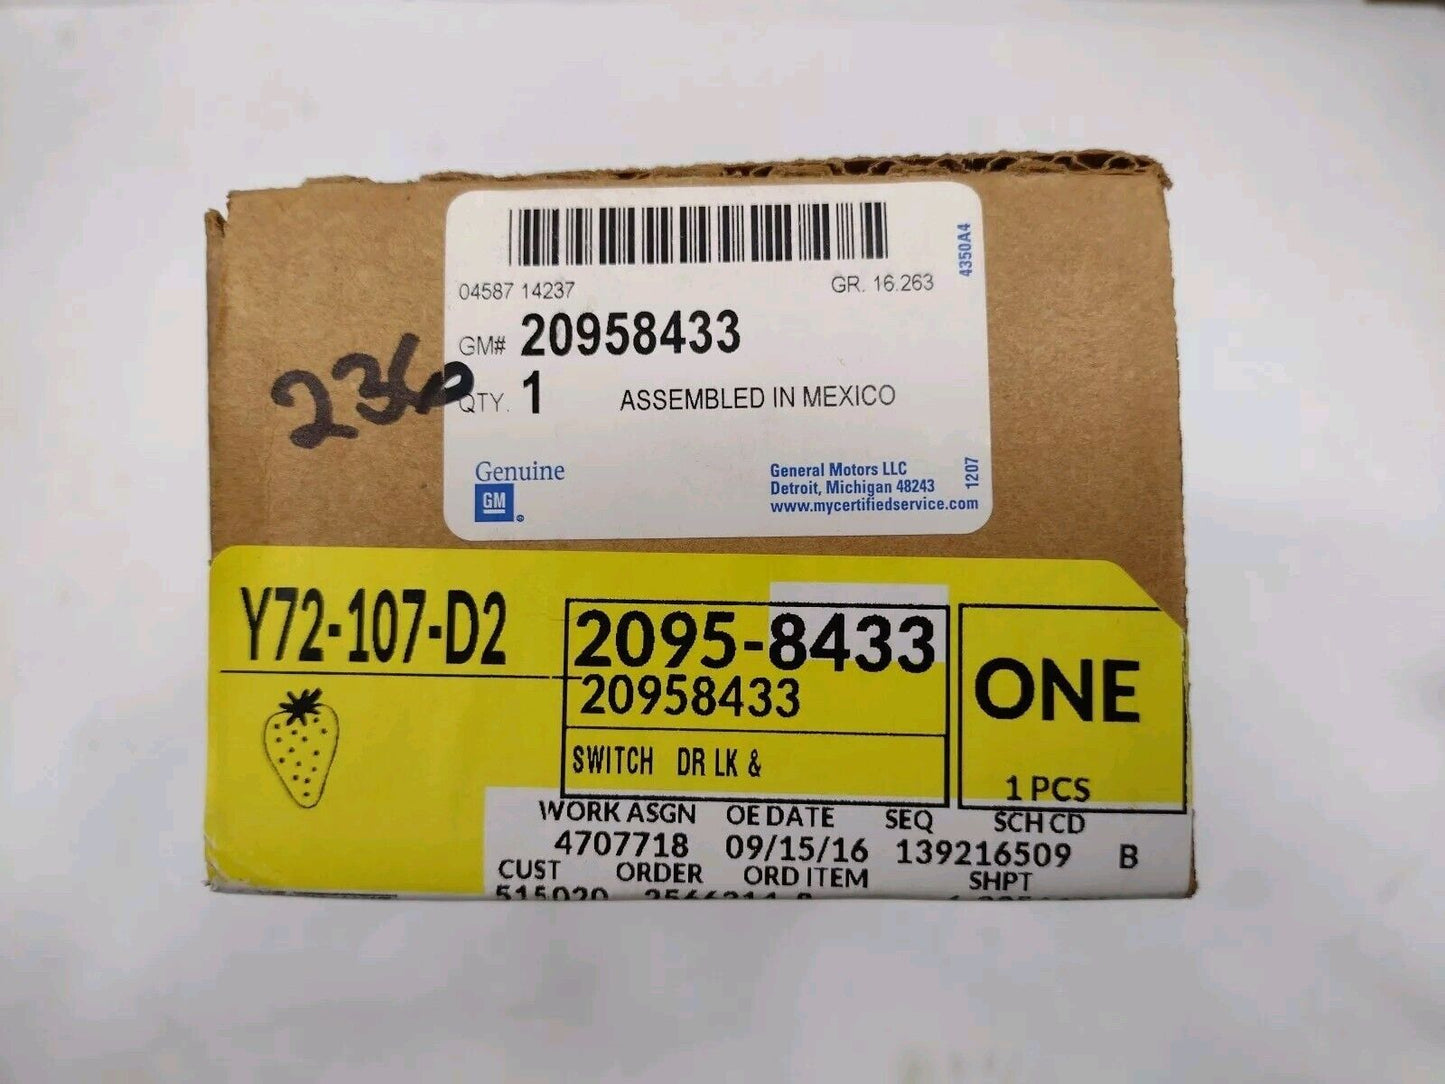 04587 14237 GR. 16.263
4350A4
GM# 20958433
236
QTY. 1 ASSEMBLED IN MEXICO
Genuine
GM
General Motors LLC
Detroit, Michigan 48243
www.mycertifiedservice.com
1207
Y72-107-D2
2095-8433
20958433
SWITCH DR LK &
ONE
1 PCS
WORK ASGN OE DATE SEQ SCH CD
4707718 09/15/16 139216509 B
CUST ORDER ORD ITEM SHPT
515020